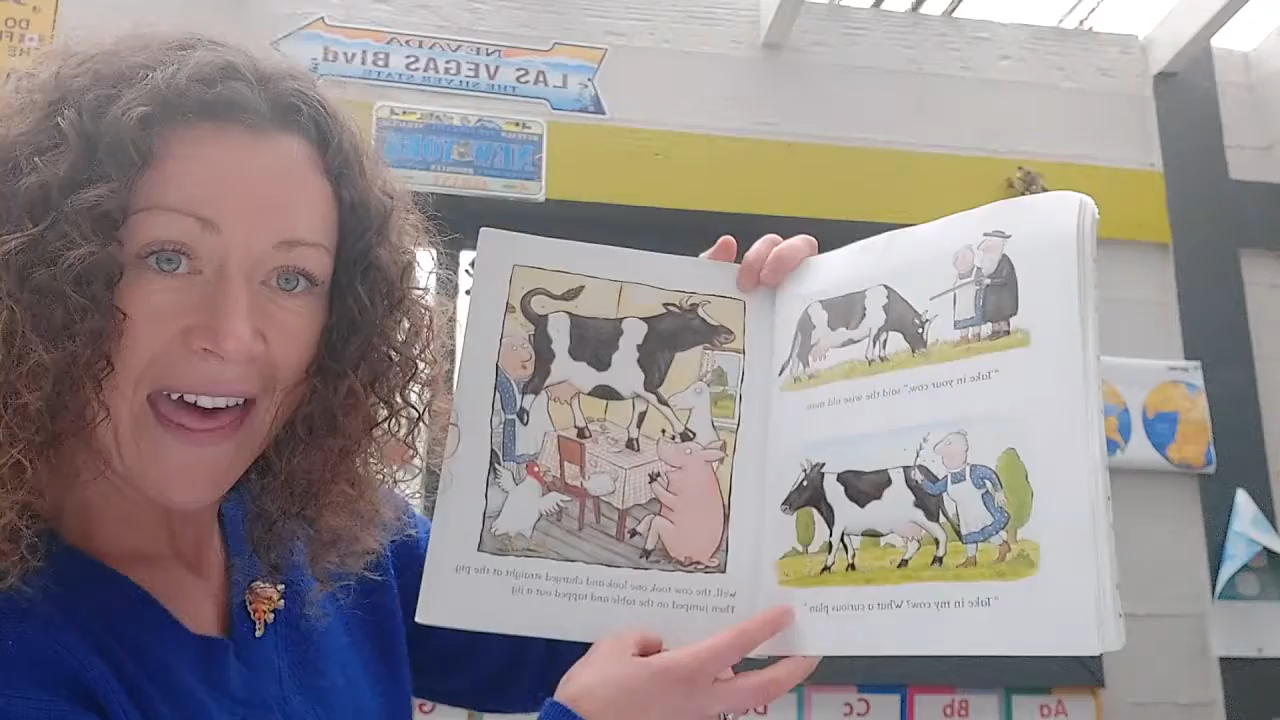 NEVADA
LAS VEGAS Blvd
THE SILVER STATE
NEW YORK
"Take in your cow," said the wise old man.
"Take in my cow? What a curious plan."
Well, the cow took one look and charged straight at the pig,
Then jumped on the table and tapped out a jig.
Aa
Bb
Cc